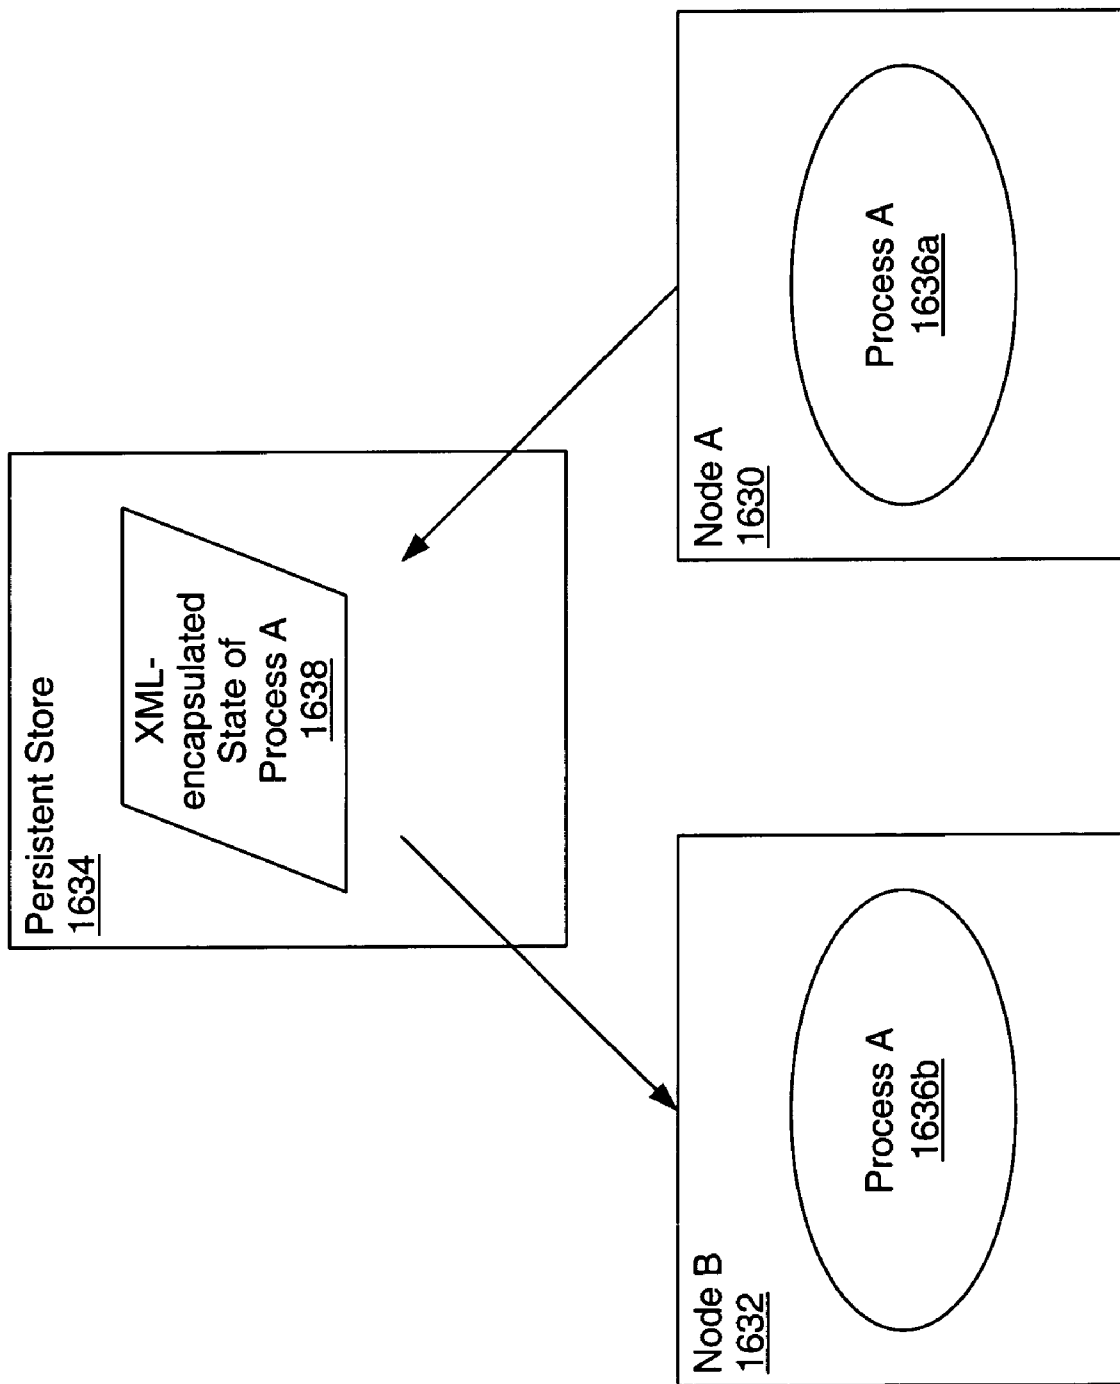 Persistent Store
1634
XML-
encapsulated
State of
Process A
1638
Node B
1632
Process A
1636b
Node A
1630
Process A
1636a